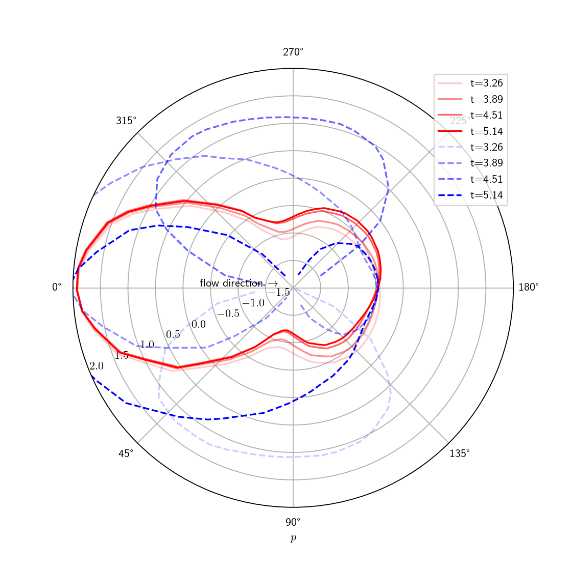 270°
t=3.26
t=3.89
t=4.51
t=5.14
t=3.26
t=3.89
t=4.51
t=5.14
315°
225°
0°
flow direction→
180°
−1.5
−1.0
−0.5
0.0
0.5
1.0
1.5
2.0
45°
135°
90°
p